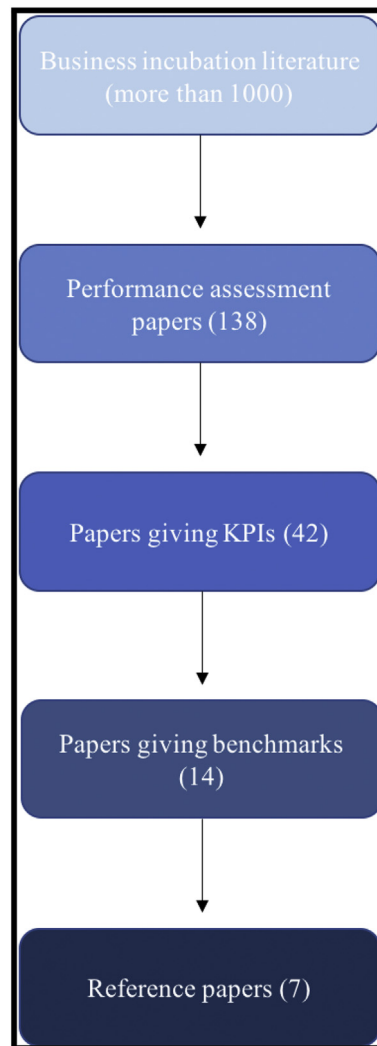 Business incubation literature
(more than 1000)
Performance assessment
papers (138)
Papers giving KPIs (42)
Papers giving benchmarks
(14)
Reference papers (7)